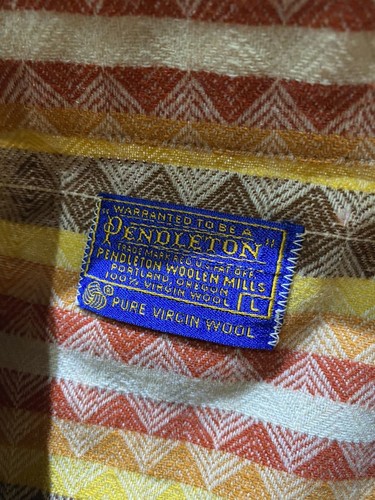 "WARRANTED TO BE A
PENDLETON"
TRADE MARK REG U.S. PAT. OFF.
PENDLETON WOOLEN MILLS
PORTLAND, OREGON
100% VIRGIN WOOL
L
® PURE VIRGIN WOOL